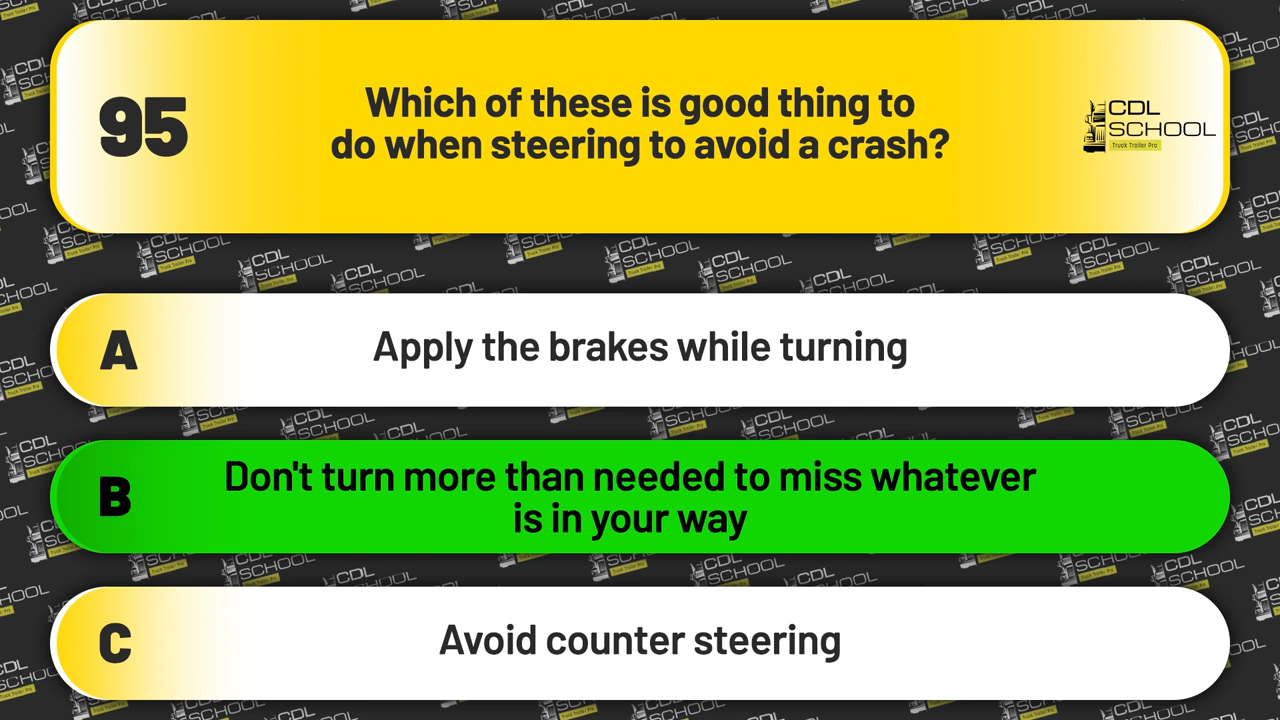 95
Which of these is good thing to
do when steering to avoid a crash?
CDL
SCHOOL
Truck Trailer Pro
A
Apply the brakes while turning
B
Don't turn more than needed to miss whatever
is in your way
C
Avoid counter steering